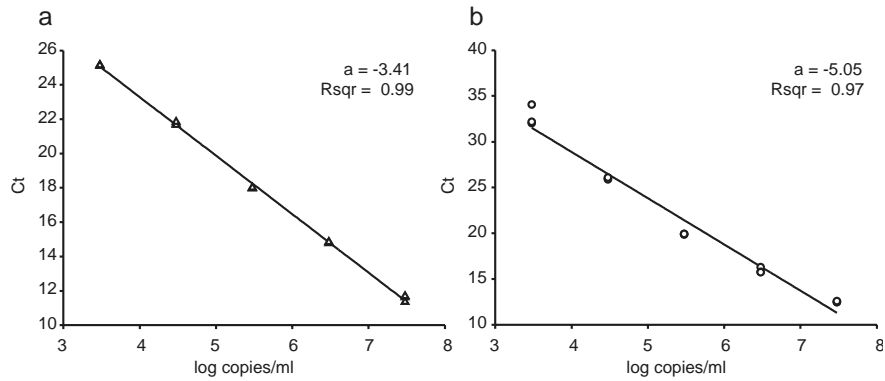 a
26
24
22
20
18
16
14
12
10
Ct
a = -3.41
Rsqr = 0.99
3 4 5 6 7 8
log copies/ml
b
40
35
30
25
20
15
10
Ct
a = -5.05
Rsqr = 0.97
3 4 5 6 7 8
log copies/ml